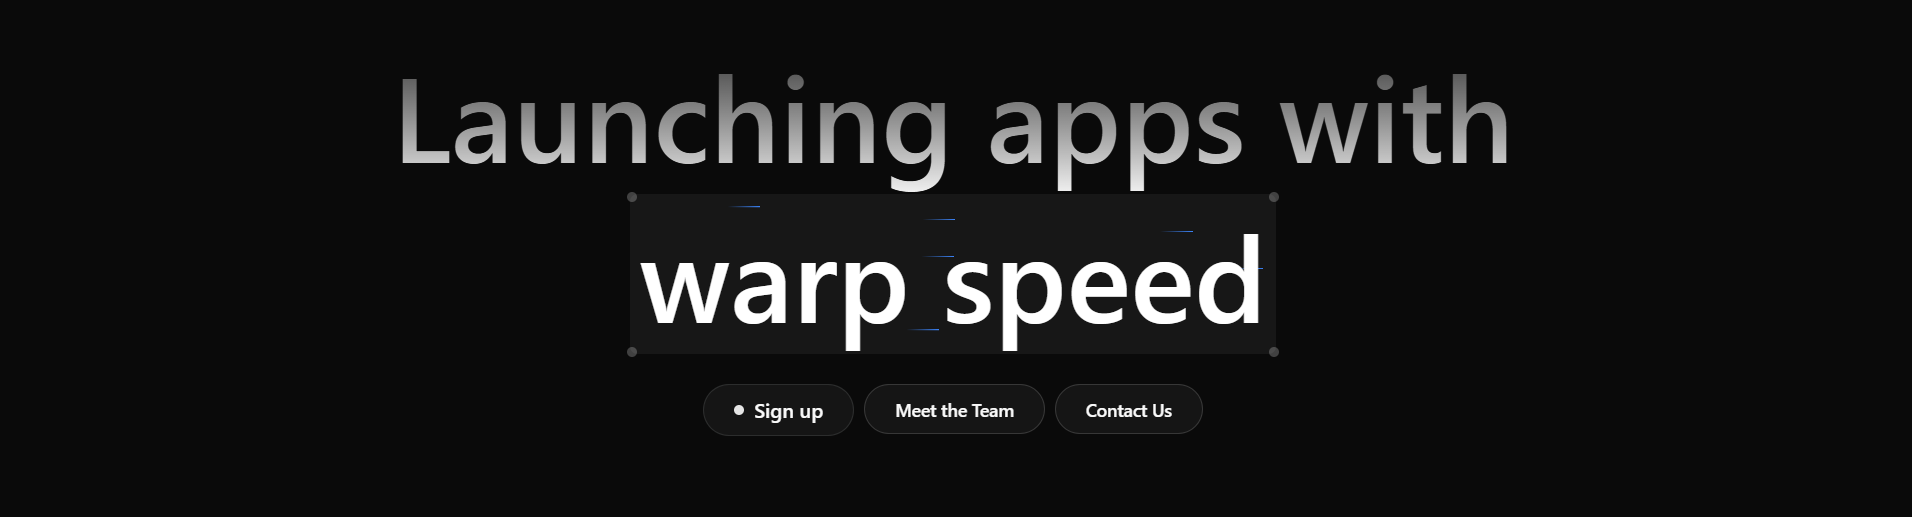 Launching apps with
warp speed
Sign up
Meet the Team
Contact Us